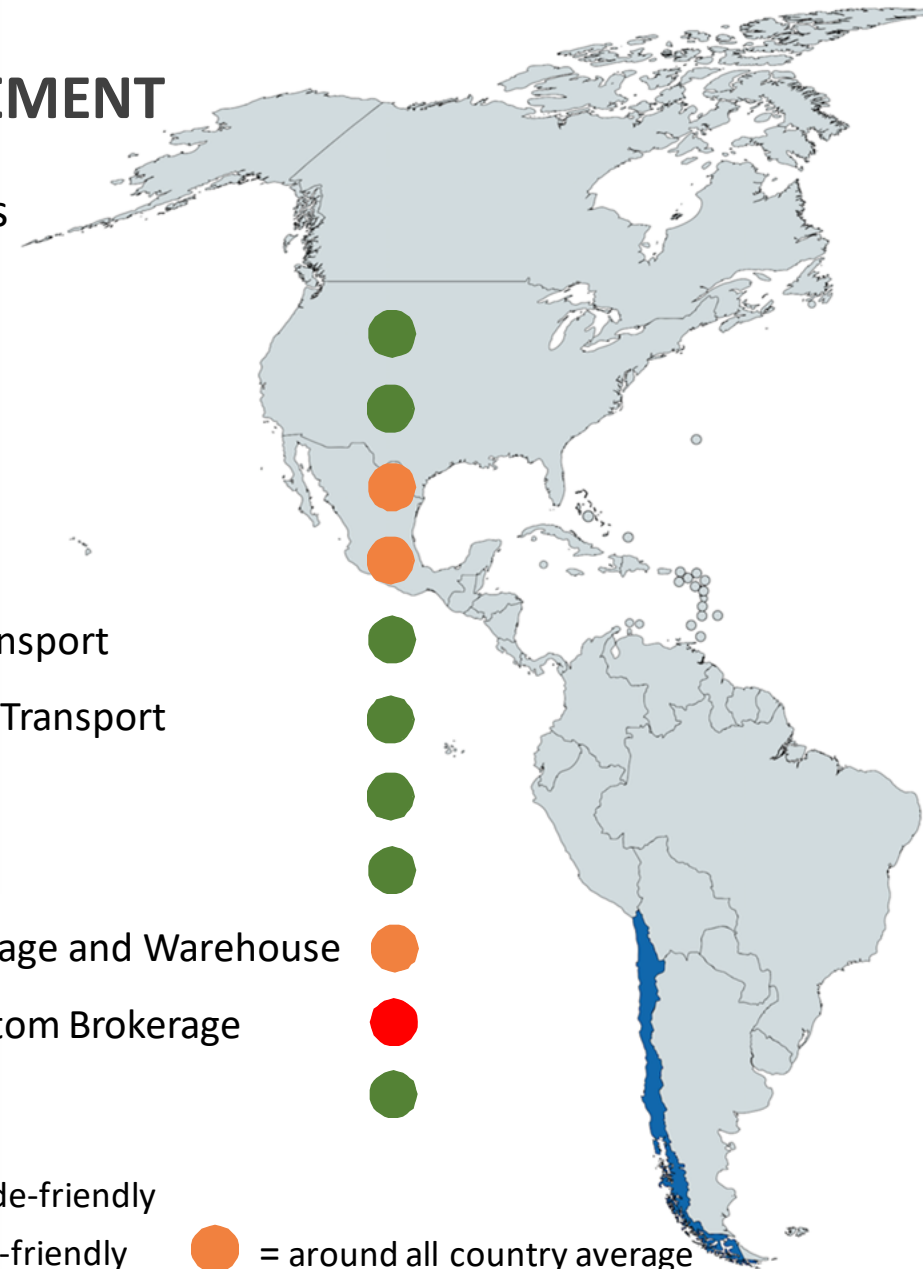 EMENT
s
nsport
Transport
age and Warehouse
tom Brokerage
de-friendly
-friendly = around all country average